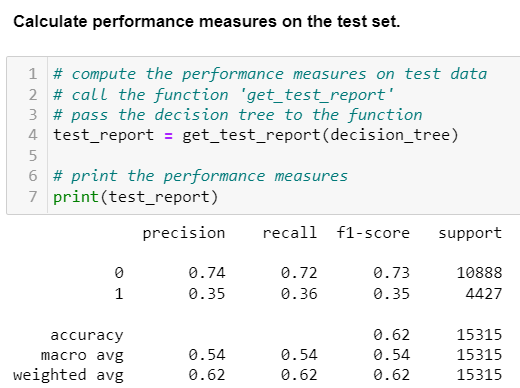 Calculate performance measures on the test set.
1 # compute the performance measures on test data
2 # call the function 'get_test_report'
3 # pass the decision tree to the function
4 test_report = get_test_report(decision_tree)
5
6 # print the performance measures
7 print(test_report)
precision recall f1-score support
0 0.74 0.72 0.73 10888
1 0.35 0.36 0.35 4427
accuracy 0.62 15315
macro avg 0.54 0.54 0.54 15315
weighted avg 0.62 0.62 0.62 15315